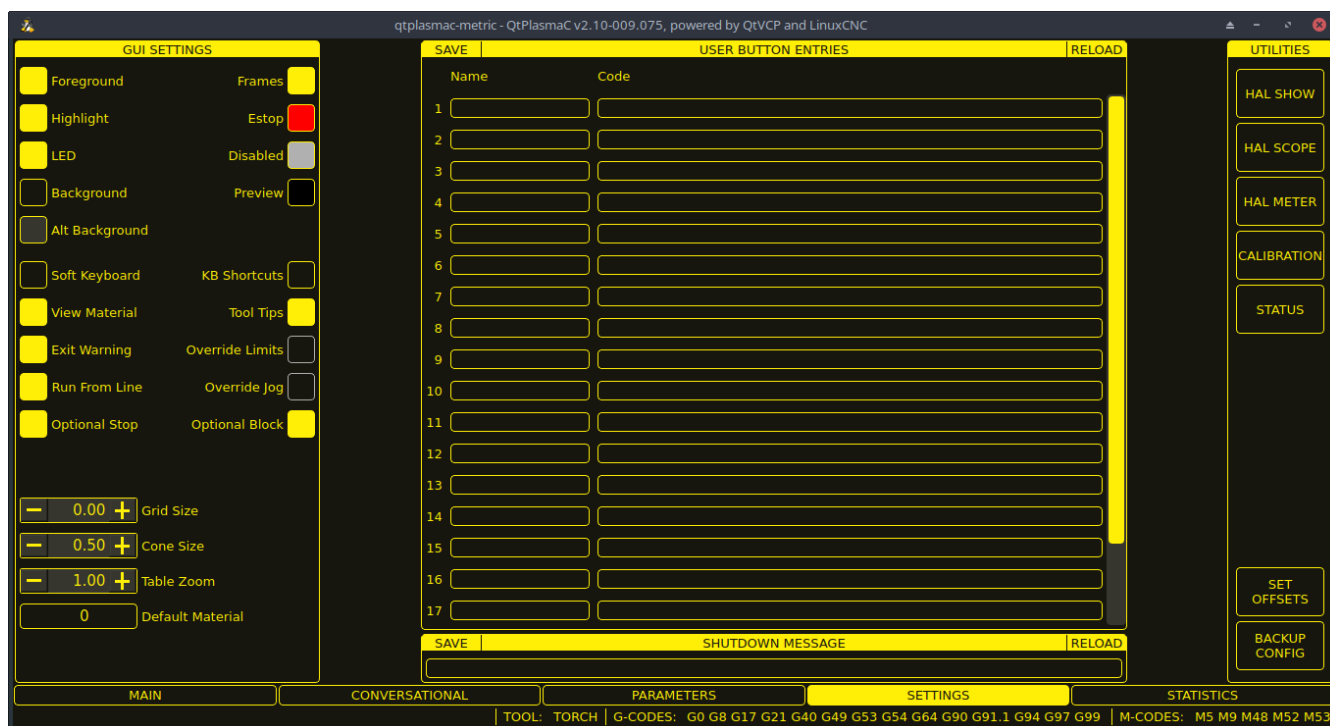 qtplasmac-metric - QtPlasmaC v2.10-009.075, powered by QtVCP and LinuxCNC
GUI SETTINGS
Foreground Frames
Highlight Estop
LED Disabled
Background Preview
Alt Background
Soft Keyboard KB Shortcuts
View Material Tool Tips
Exit Warning Override Limits
Run From Line Override Jog
Optional Stop Optional Block
− 0.00 + Grid Size
− 0.50 + Cone Size
− 1.00 + Table Zoom
0 Default Material
SAVE USER BUTTON ENTRIES RELOAD
Name Code
1
2
3
4
5
6
7
8
9
10
11
12
13
14
15
16
17
SAVE SHUTDOWN MESSAGE RELOAD
UTILITIES
HAL SHOW
HAL SCOPE
HAL METER
CALIBRATION
STATUS
SET
OFFSETS
BACKUP
CONFIG
MAIN CONVERSATIONAL PARAMETERS SETTINGS STATISTICS
TOOL: TORCH G-CODES: G0 G8 G17 G21 G40 G49 G53 G54 G64 G90 G91.1 G94 G97 G99 M-CODES: M5 M9 M48 M52 M53